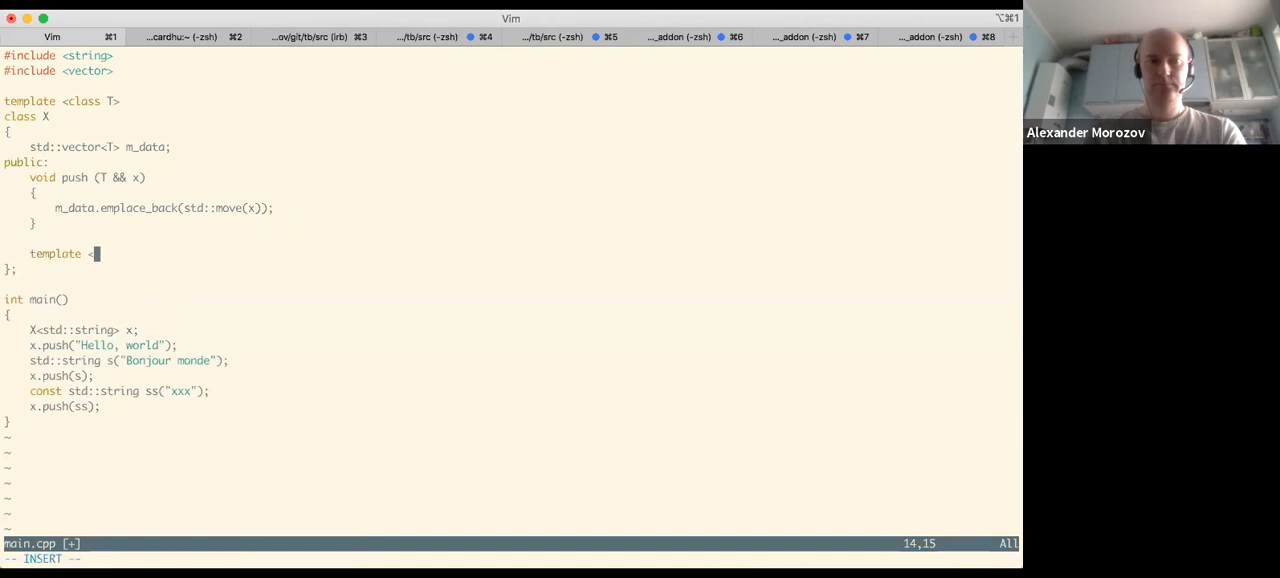 Vim
⌥⌘1
Vim ⌘1 ...cardhu:~ (-zsh) ⌘2 ...ov/git/tb/src (irb) ⌘3 .../tb/src (-zsh) ⌘4 .../tb/src (-zsh) ⌘5 ..._addon (-zsh) ⌘6 ..._addon (-zsh) ⌘7 ..._addon (-zsh) ⌘8
#include <string>
#include <vector>
template <class T>
class X
{
std::vector<T> m_data;
public:
void push (T && x)
{
m_data.emplace_back(std::move(x));
}
template <
};
int main()
{
X<std::string> x;
x.push("Hello, world");
std::string s("Bonjour monde");
x.push(s);
const std::string ss("xxx");
x.push(ss);
}
~
~
~
~
~
~
~
main.cpp [+] 14,15 All
-- INSERT --
Alexander Morozov